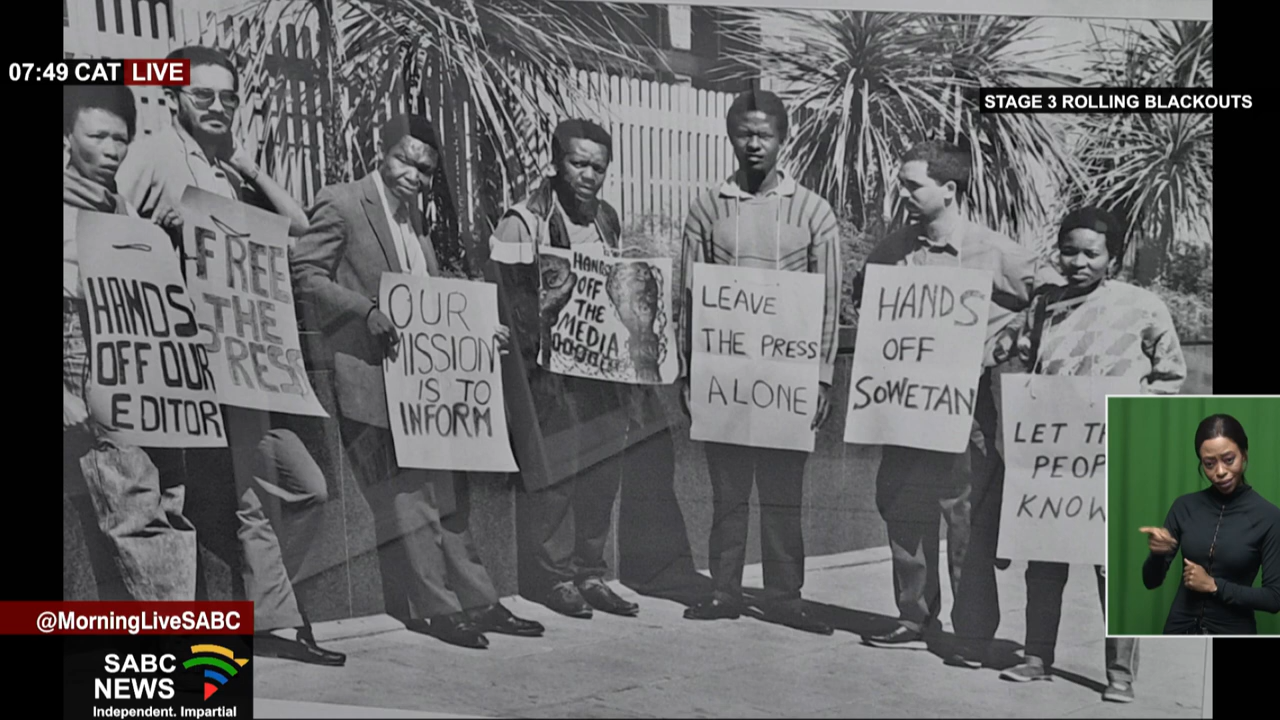 07:49 CAT LIVE
STAGE 3 ROLLING BLACKOUTS
HANDS
OFF OUR
EDITOR
FREE
THE
PRESS
OUR
MISSION
IS TO
INFORM
HANDS
OFF
THE
MEDIA
LEAVE
THE PRESS
ALONE
HANDS
OFF
SOWETAN
LET
KNOW
@MorningLiveSABC
SABC
NEWS
Independent. Impartial